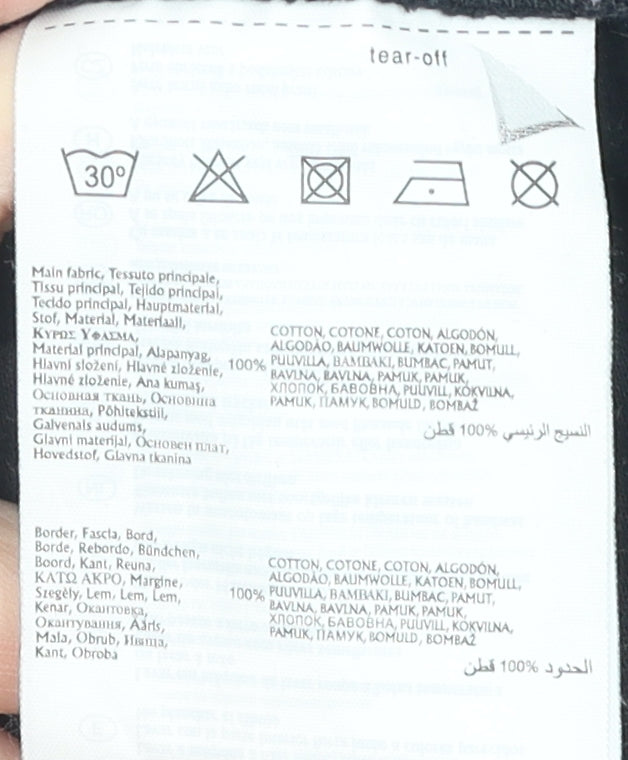 tear-off
30°
Main fabric, Tessuto principale,
Tissu principal, Tejido principal,
Tecido principal, Hauptmaterial,
Stof, Material, Materiaali,
ΚΥΡΩΣ ΥΦΑΣΜΑ,
Material principal, Alapanyag,
Hlavní složení, Hlavné zloženie,
Hlavné zloženie, Ana kumaş,
Основная ткань, Основина
тканина, Põhitekstiil,
Galvenais audums,
Glavni materijal, Основен плат,
Hovedstof, Glavna tkanina
100%
COTTON, COTONE, COTON, ALGODÓN,
ALGODÃO, BAUMWOLLE, KATOEN, BOMULL,
PUUVILLA, ΒΑΜΒΑΚΙ, BUMBAC, PAMUT,
BAVLNA, BAVLNA, PAMUK, PAMUK,
ХЛОПОК, БАВОВНА, PUUVILL, KOKVILNA,
PAMUK, ПАМУК, BOMULD, BOMBAŽ
النسيج الرئيسي 100% قطن
Border, Fascia, Bord,
Borde, Rebordo, Bündchen,
Boord, Kant, Reuna,
ΚΑΤΩ ΑΚΡΟ, Margine,
Szegély, Lem, Lem, Lem,
Kenar, Окантовка,
Окантування, Ääris,
Mala, Obrub, Ивица,
Kant, Obroba
100%
COTTON, COTONE, COTON, ALGODÓN,
ALGODÃO, BAUMWOLLE, KATOEN, BOMULL,
PUUVILLA, ΒΑΜΒΑΚΙ, BUMBAC, PAMUT,
BAVLNA, BAVLNA, PAMUK, PAMUK,
ХЛОПОК, БАВОВНА, PUUVILL, KOKVILNA,
PAMUK, ПАМУК, BOMULD, BOMBAŽ
الحدود 100% قطن